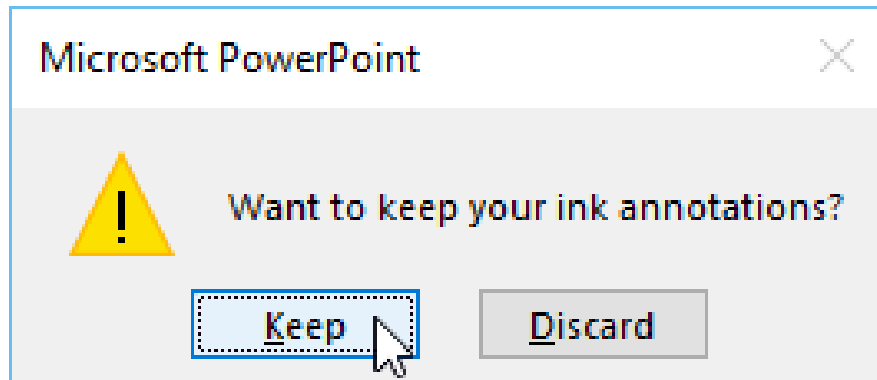 Microsoft PowerPoint
Want to keep your ink annotations?
Keep Discard